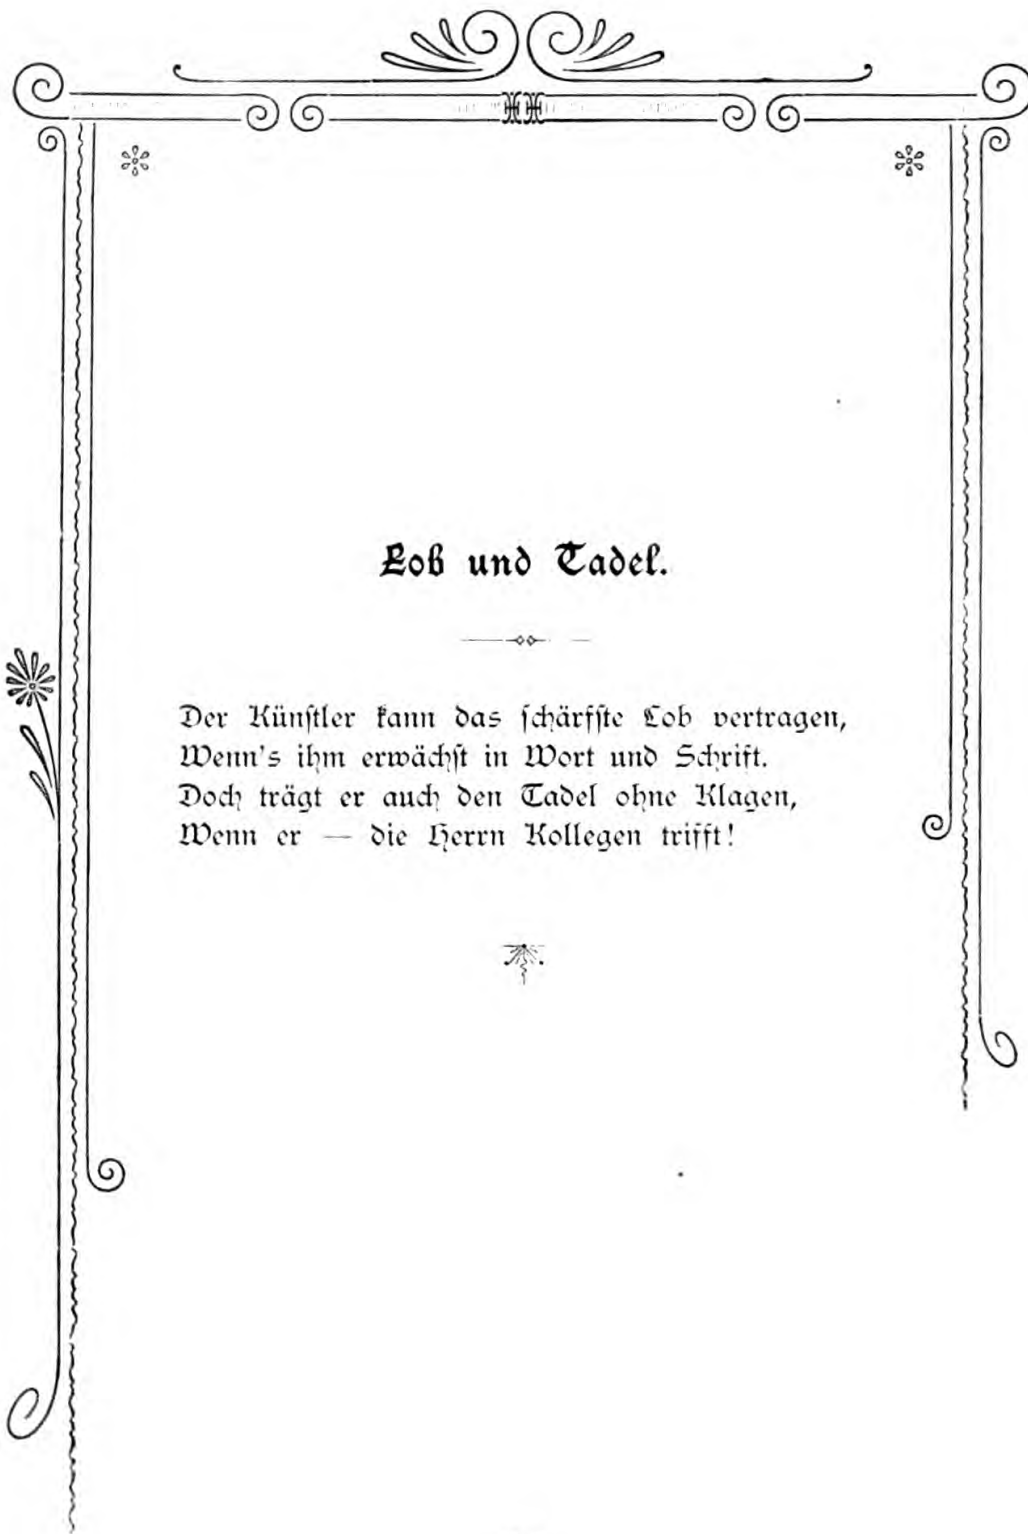 Lob und Tadel.
Der Künſtler kann das ſchärfſte Lob vertragen,
Wenn's ihm erwächſt in Wort und Schrift.
Doch trägt er auch den Tadel ohne Klagen,
Wenn er — die Herrn Kollegen trifft!